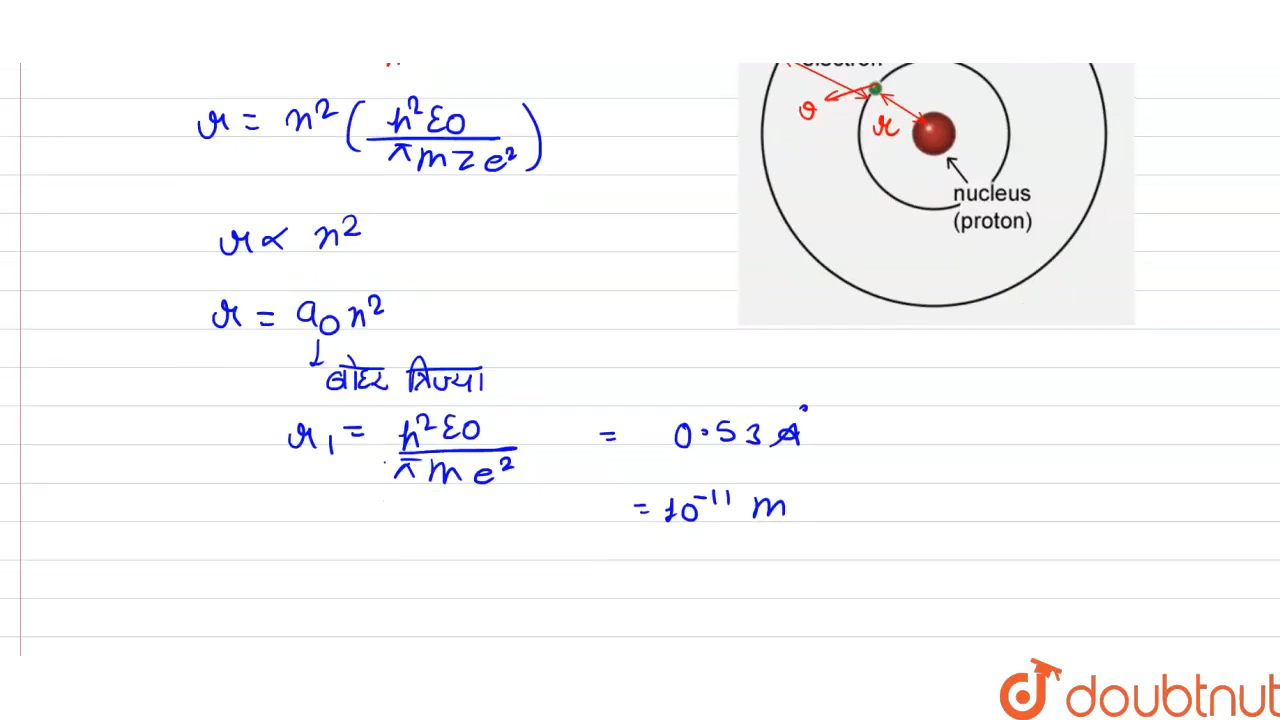 r = n² ( h²ε0 / πmze² )
r ∝ n²
r = a₀n²
↓
बोहर त्रिज्या
r₁ = h²ε0 / πme² = 0.53 A°
= 10⁻¹¹ m
v
r
nucleus
(proton)
doubtnut